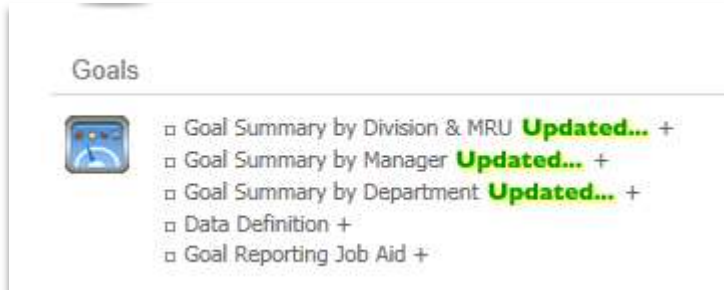 Goals
Goal Summary by Division & MRU Updated... +
Goal Summary by Manager Updated... +
Goal Summary by Department Updated... +
Data Definition +
Goal Reporting Job Aid +